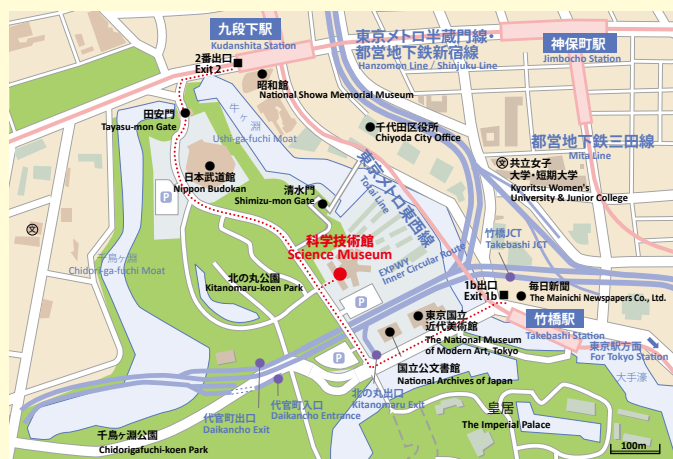 九段下駅
Kudanshita Station
2番出口
Exit 2
昭和館
National Showa Memorial Museum
東京メトロ半蔵門線・
都営地下鉄新宿線
Hanzomon Line / Shinjuku Line
神保町駅
Jimbocho Station
田安門
Tayasu-mon Gate
牛ヶ淵
Ushi-ga-fuchi Moat
千代田区役所
Chiyoda City Office
都営地下鉄三田線
Mita Line
日本武道館
Nippon Budokan
清水門
Shimizu-mon Gate
東京メトロ東西線
Tozai Line
文
共立女子
大学・短期大学
Kyoritsu Women's
University & Junior College
P
文
千鳥ヶ淵
Chidori-ga-fuchi Moat
科学技術館
Science Museum
竹橋JCT
Takebashi JCT
EXPWY
Inner Circular Route
北の丸公園
Kitanomaru-koen Park
1b出口
Exit 1b
毎日新聞
The Mainichi Newspapers Co., Ltd.
P
竹橋駅
Takebashi Station
東京国立
近代美術館
The National Museum
of Modern Art, Tokyo
東京駅方面
For Tokyo Station
P
国立公文書館
National Archives of Japan
大手濠
代官町出口
Daikancho Exit
代官町入口
Daikancho Entrance
北の丸出口
Kitanomaru Exit
皇居
The Imperial Palace
千鳥ヶ淵公園
Chidorigafuchi-koen Park
100m